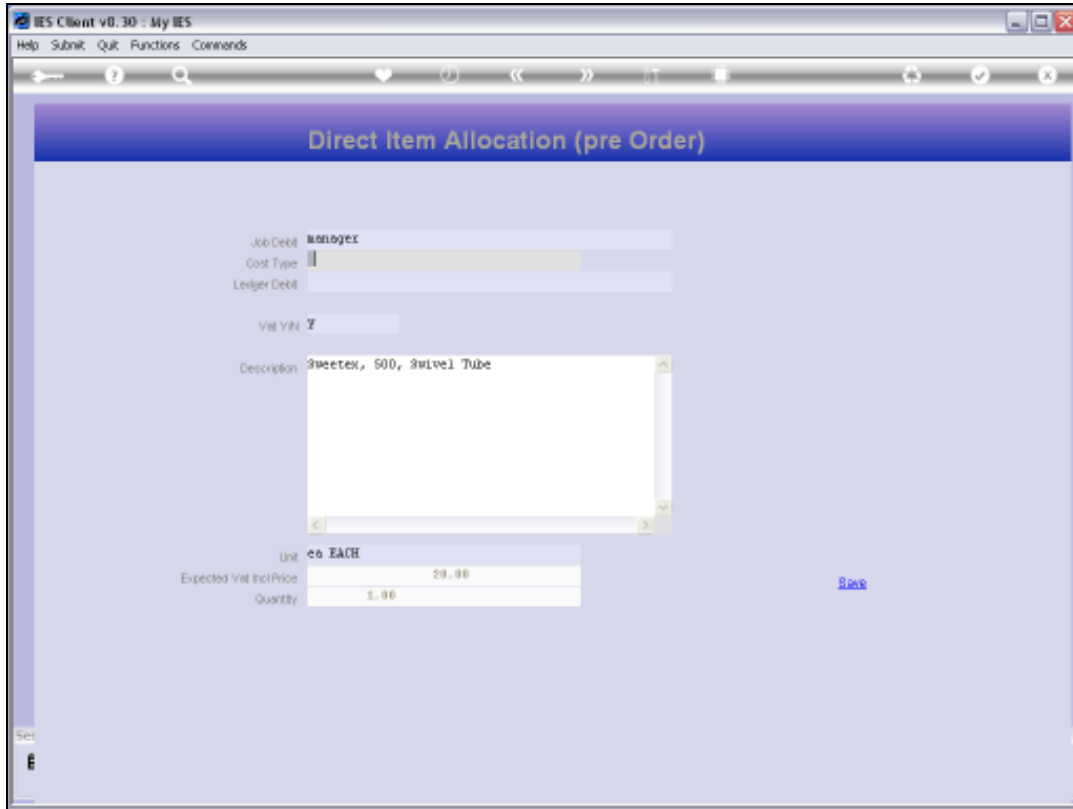 IES Client v8.30 : My IES
Help Submit Quit Functions Commands
Direct Item Allocation (pre Order)
Job Debit manager
Cost Type
Ledger Debit
Vat Y/N Y
Description Sweetex, 500, Swivel Tube
Unit ea EACH
Expected Vat Incl Price 20.00
Quantity 1.00
Save